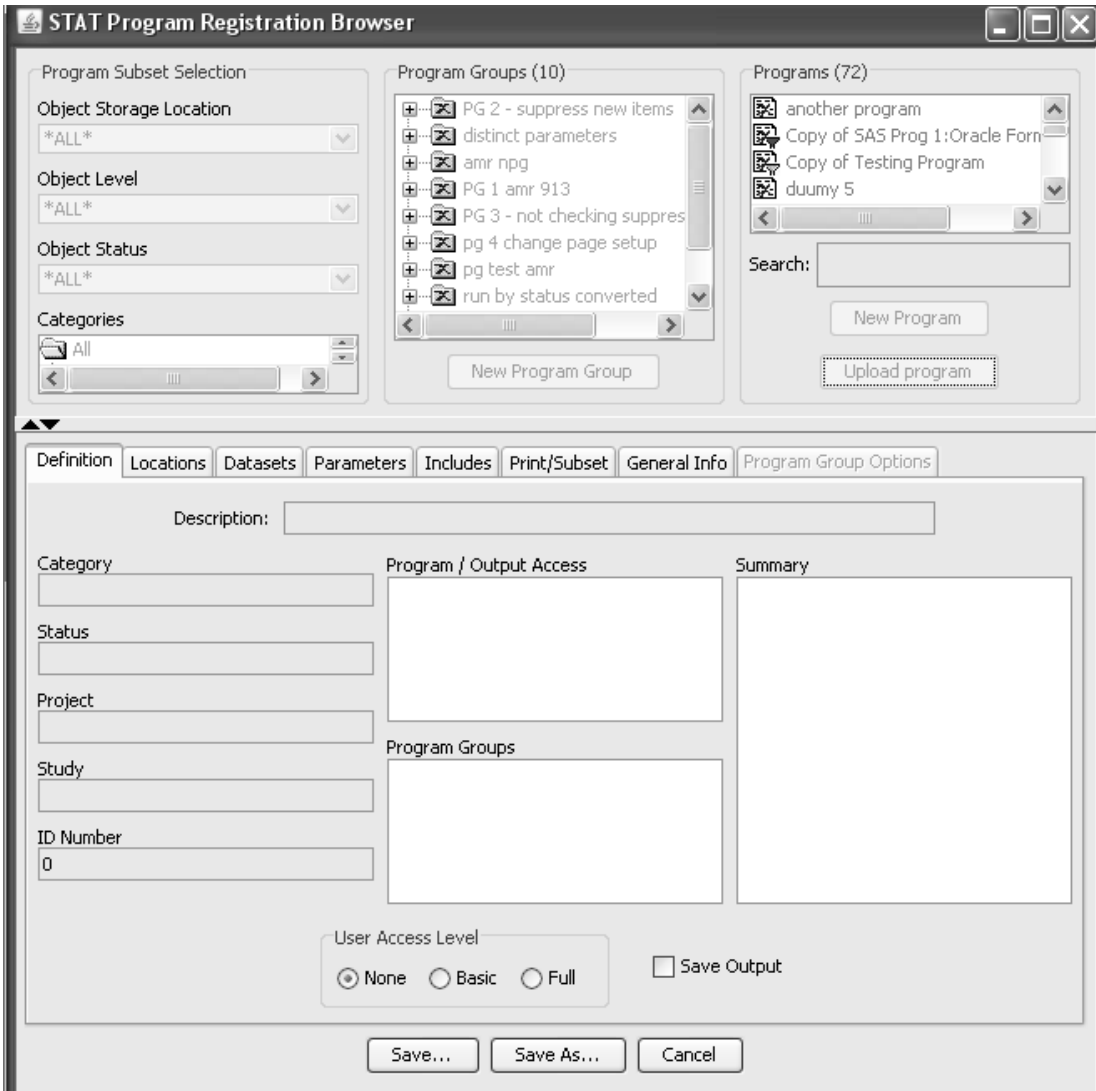 STAT Program Registration Browser
Program Subset Selection
Object Storage Location
*ALL*
Object Level
*ALL*
Object Status
*ALL*
Categories
All
Program Groups (10)
PG 2 - suppress new items
distinct parameters
amr npg
PG 1 amr 913
PG 3 - not checking suppres
pg 4 change page setup
pg test amr
run by status converted
New Program Group
Programs (72)
another program
Copy of SAS Prog 1:Oracle Form
Copy of Testing Program
duumy 5
Search:
New Program
Upload program
Definition
Locations
Datasets
Parameters
Includes
Print/Subset
General Info
Program Group Options
Description:
Category
Status
Project
Study
ID Number
0
Program / Output Access
Program Groups
Summary
User Access Level
None
Basic
Full
Save Output
Save...
Save As...
Cancel